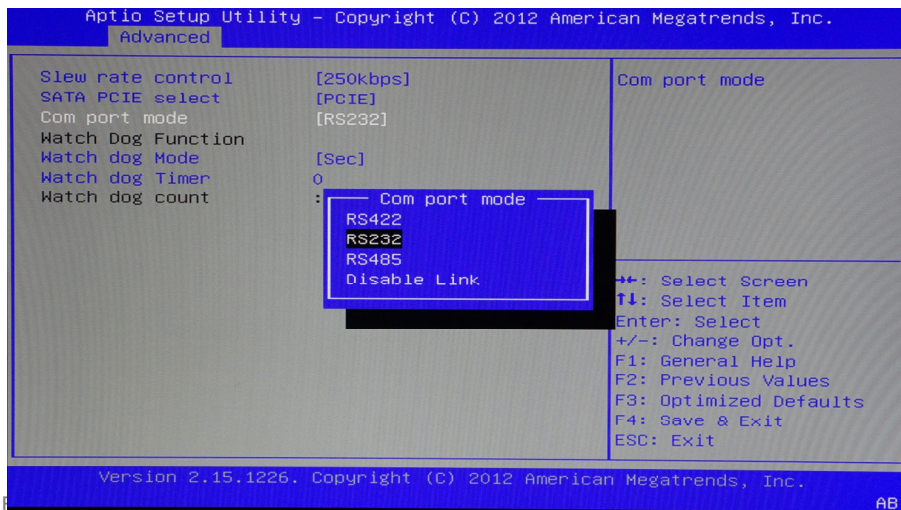 Aptio Setup Utility – Copyright (C) 2012 American Megatrends, Inc.
Advanced
Slew rate control [250kbps]
SATA PCIE select [PCIE]
Com port mode [RS232]
Watch Dog Function
Watch dog Mode [Sec]
Watch dog Timer 0
Watch dog count :
Com port mode
RS422
RS232
RS485
Disable Link
Com port mode
→←: Select Screen
↑↓: Select Item
Enter: Select
+/-: Change Opt.
F1: General Help
F2: Previous Values
F3: Optimized Defaults
F4: Save & Exit
ESC: Exit
Version 2.15.1226. Copyright (C) 2012 American Megatrends, Inc.
AB